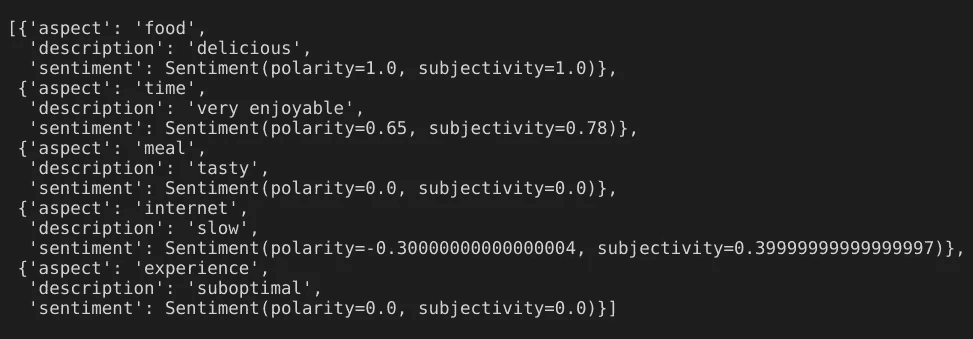 [{'aspect': 'food',
  'description': 'delicious',
  'sentiment': Sentiment(polarity=1.0, subjectivity=1.0)},
 {'aspect': 'time',
  'description': 'very enjoyable',
  'sentiment': Sentiment(polarity=0.65, subjectivity=0.78)},
 {'aspect': 'meal',
  'description': 'tasty',
  'sentiment': Sentiment(polarity=0.0, subjectivity=0.0)},
 {'aspect': 'internet',
  'description': 'slow',
  'sentiment': Sentiment(polarity=-0.30000000000000004, subjectivity=0.39999999999999997)},
 {'aspect': 'experience',
  'description': 'suboptimal',
  'sentiment': Sentiment(polarity=0.0, subjectivity=0.0)}]